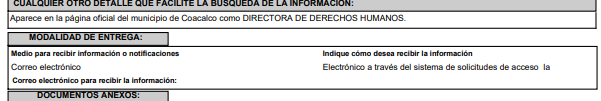 CUALQUIER OTRO DETALLE QUE FACILITE LA BUSQUEDA DE LA INFORMACION:
Aparece en la página oficial del municipio de Coacalco como DIRECTORA DE DERECHOS HUMANOS.
MODALIDAD DE ENTREGA:
Medio para recibir información o notificaciones
Indique cómo desea recibir la información
Correo electrónico
Electrónico a través del sistema de solicitudes de acceso la
Correo electrónico para recibir la información:
DOCUMENTOS ANEXOS: